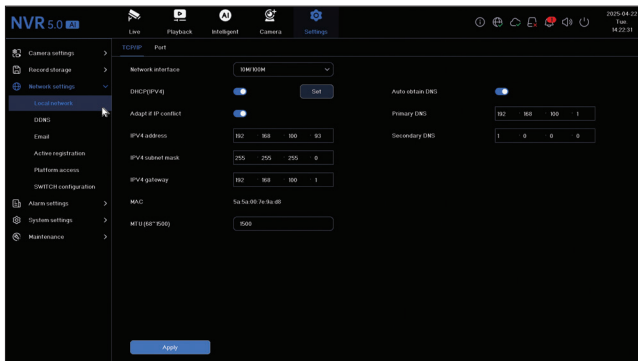 NVR 5.0 AI
Live
Playback
Intelligent
Camera
Settings
2025-04-22
Tue
14:22:31
Camera settings
Record storage
Network settings
Local network
DDNS
Email
Active registration
Platform access
SWITCH configuration
Alarm settings
System settings
Maintenance
TCP/IP Port
Network interface 10M/100M
DHCP(IPV4) Set Auto obtain DNS
Adapt if IP conflict Primary DNS 192 · 168 · 100 · 1
IPV4 address 192 · 168 · 100 · 93 Secondary DNS 1 · 0 · 0 · 0
IPV4 subnet mask 255 · 255 · 255 · 0
IPV4 gateway 192 · 168 · 100 · 1
MAC 5a:5a:00:7e:9a:d8
MTU(68~1500) 1500
Apply